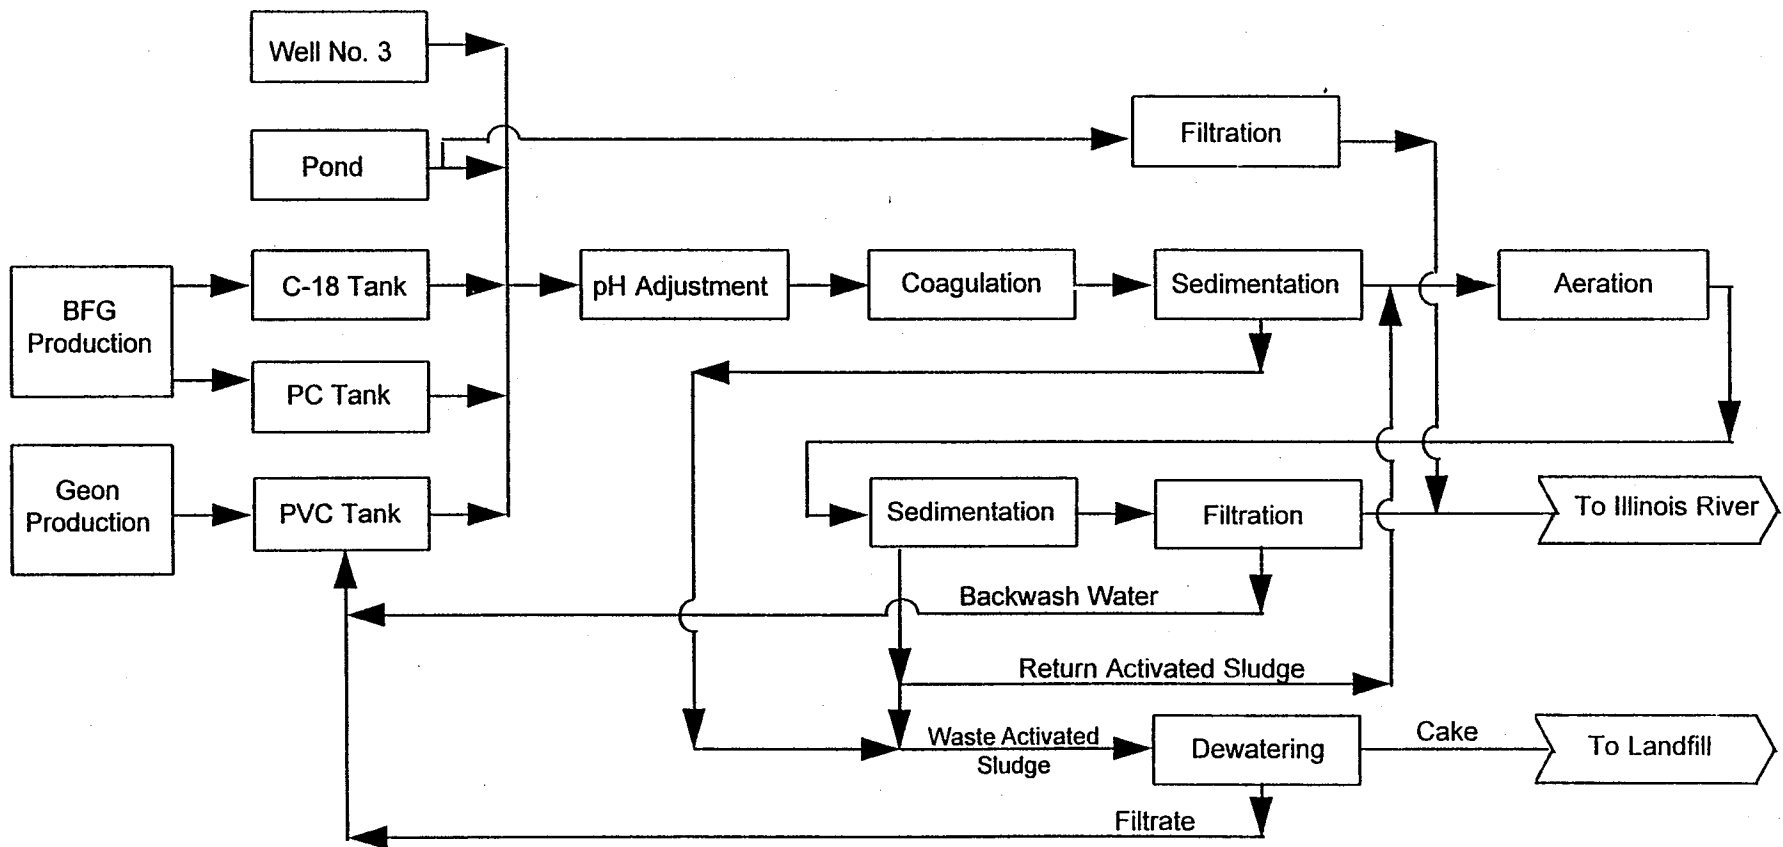 Well No. 3
Pond
Filtration
BFG
Production
C-18 Tank
pH Adjustment
Coagulation
Sedimentation
Aeration
PC Tank
Geon
Production
PVC Tank
Sedimentation
Filtration
To Illinois River
Backwash Water
Return Activated Sludge
Waste Activated
Sludge
Dewatering
Cake
To Landfill
Filtrate